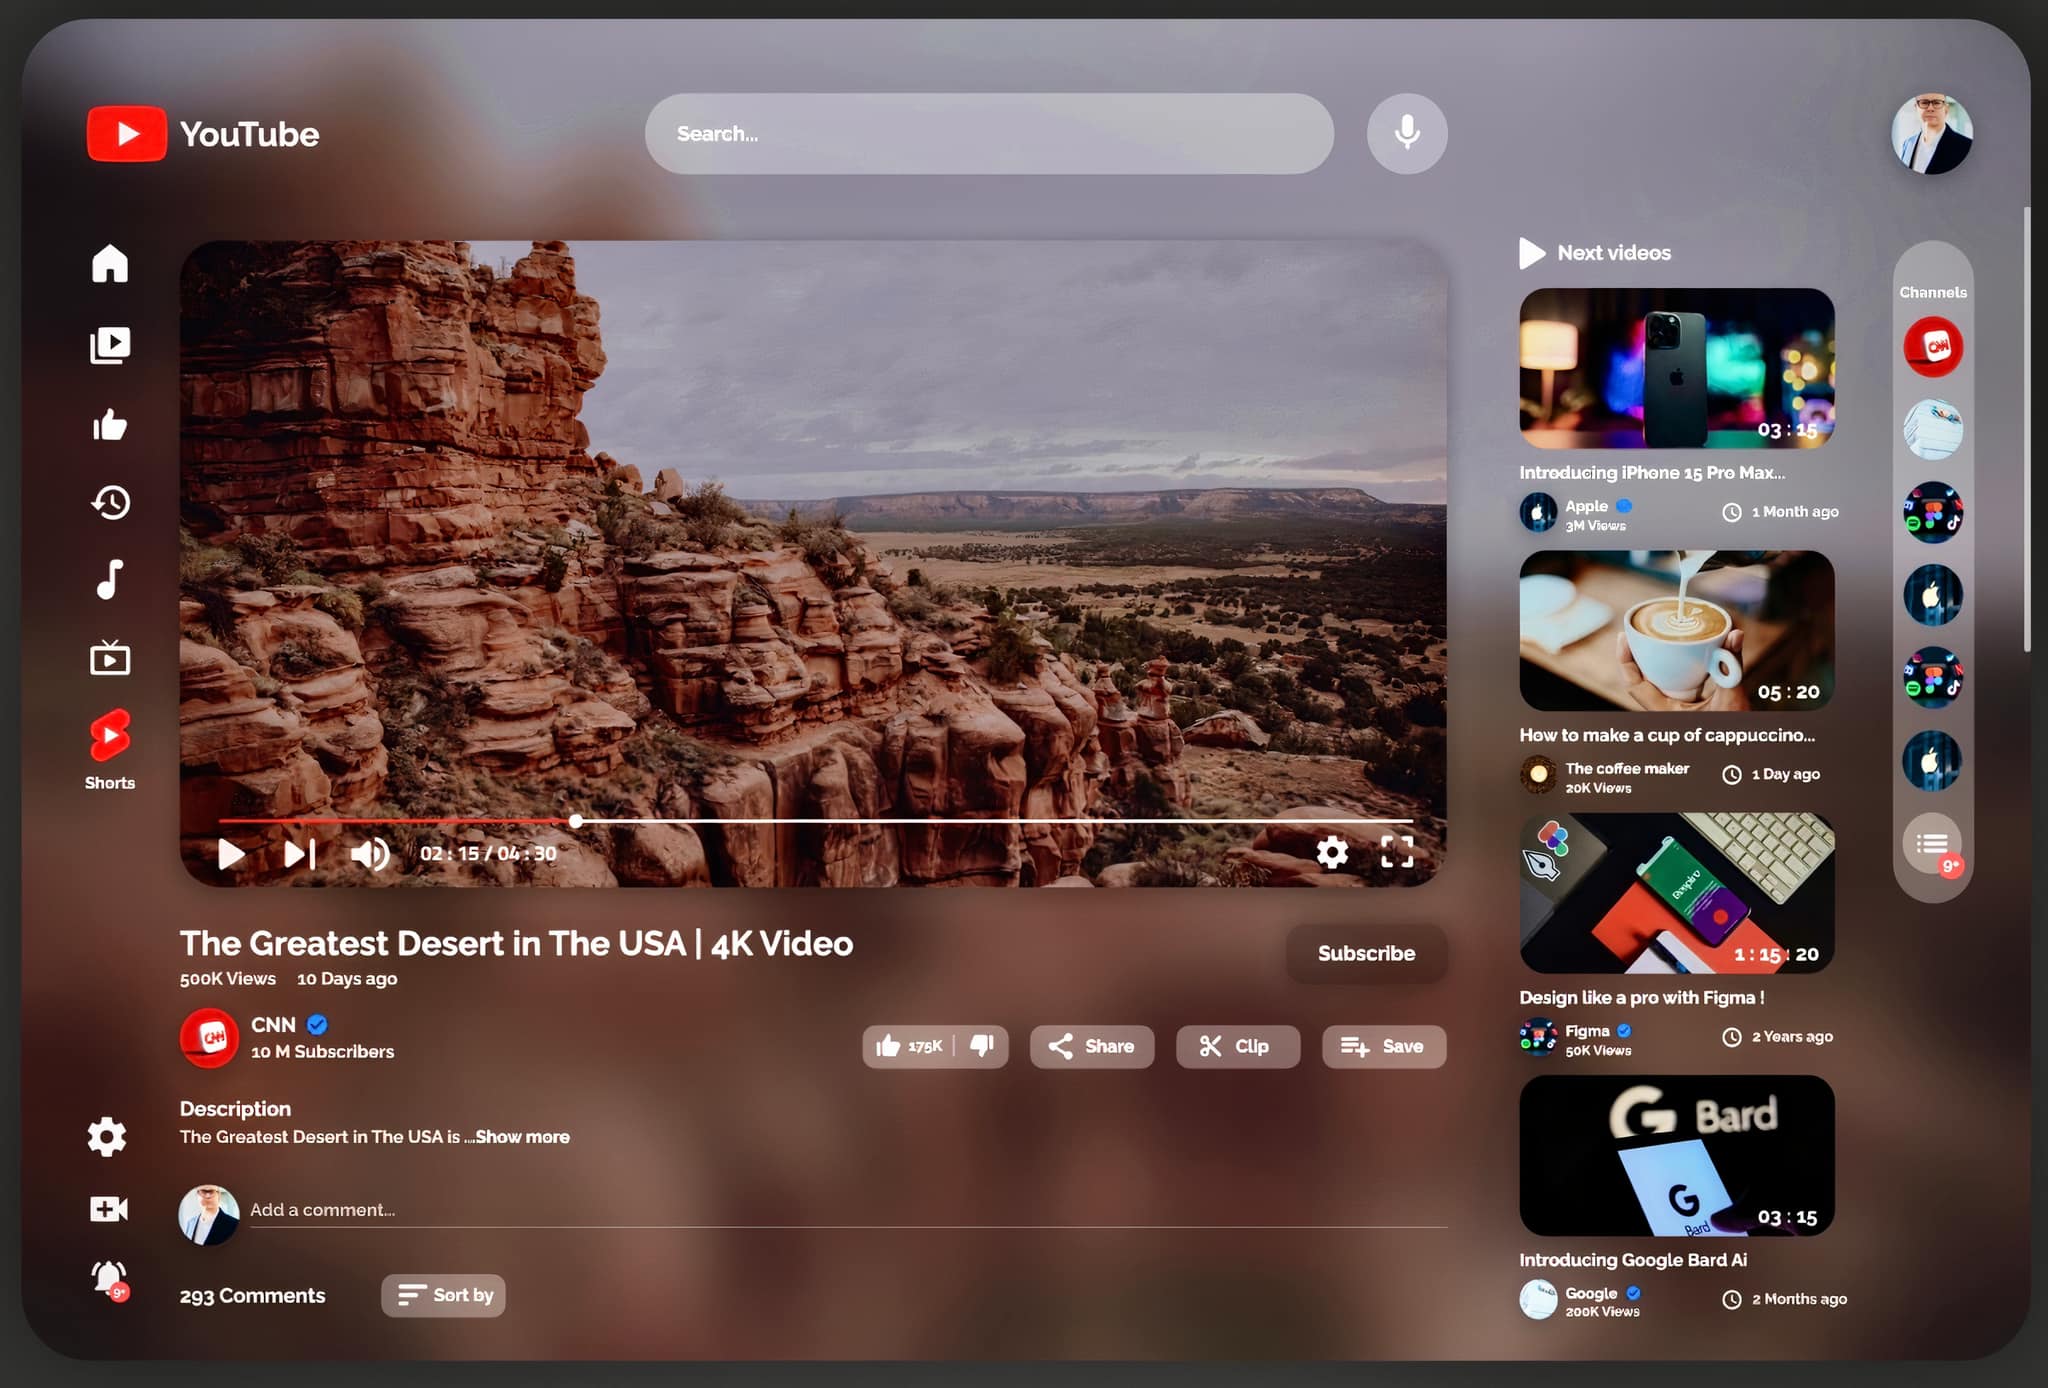 YouTube
Search...
Shorts
02 : 15 / 04 : 30
The Greatest Desert in The USA | 4K Video
500K Views 10 Days ago
Subscribe
CNN
10 M Subscribers
175K
Share
Clip
Save
Description
The Greatest Desert in The USA is ...Show more
Add a comment...
9+
293 Comments
Sort by
Next videos
03 : 15
Introducing iPhone 15 Pro Max...
Apple
3M Views
1 Month ago
05 : 20
How to make a cup of cappuccino...
The coffee maker
20K Views
1 Day ago
1 : 15 : 20
Design like a pro with Figma !
Figma
50K Views
2 Years ago
G Bard
G
Bard
03 : 15
Introducing Google Bard Ai
Google
200K Views
2 Months ago
Channels
CNN
9+